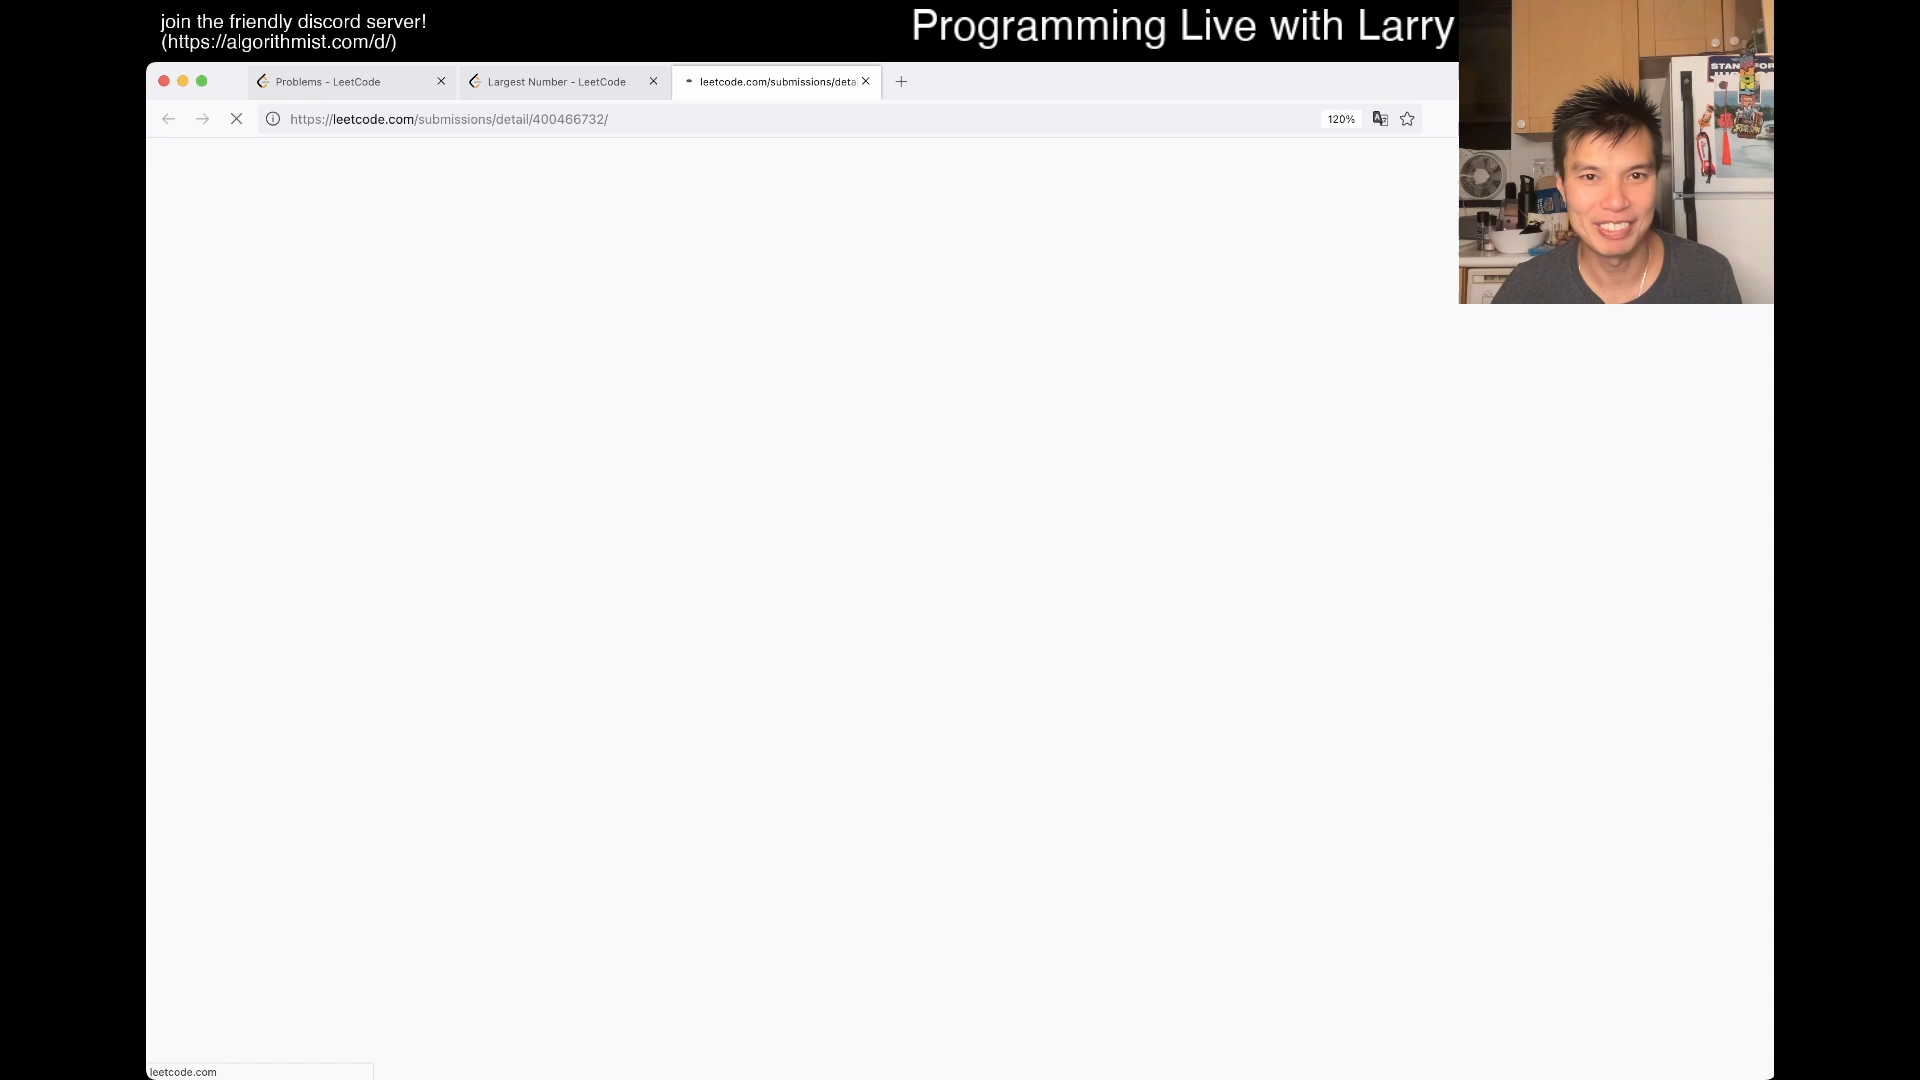 join the friendly discord server!
(https://algorithmist.com/d/)
Programming Live with Larry
Problems - LeetCode
Largest Number - LeetCode
leetcode.com/submissions/deta
https://leetcode.com/submissions/detail/400466732/
120%
leetcode.com